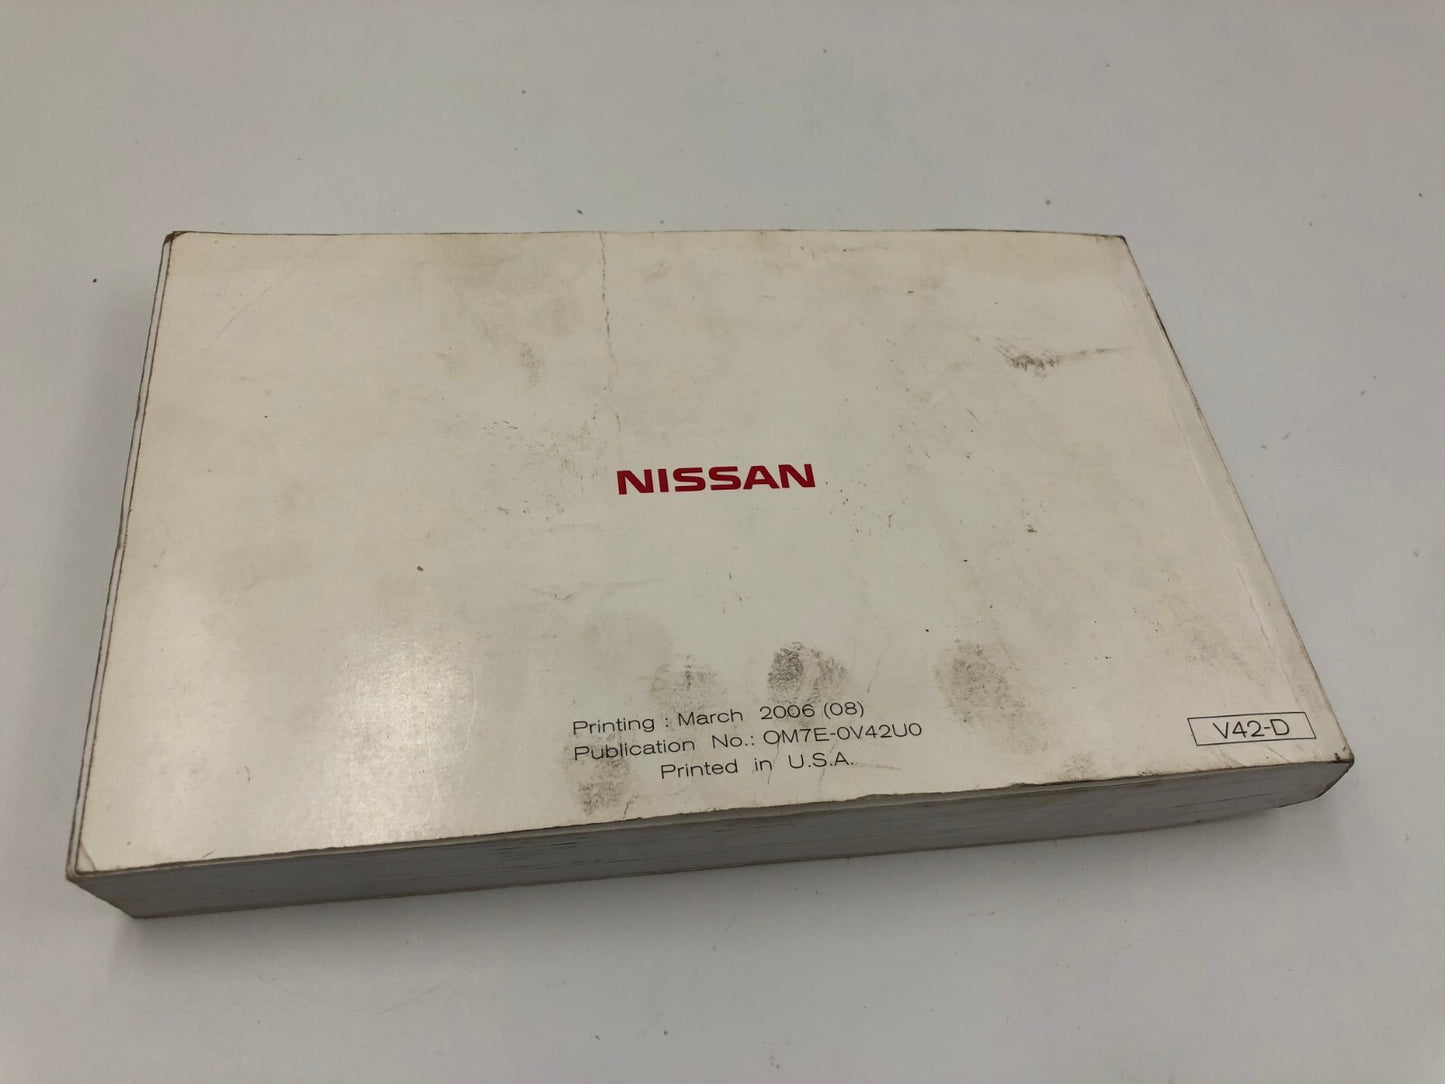 NISSAN
Printing : March 2006 (08)
Publication No.: OM7E-0V42U0
Printed in U.S.A.
V42-D